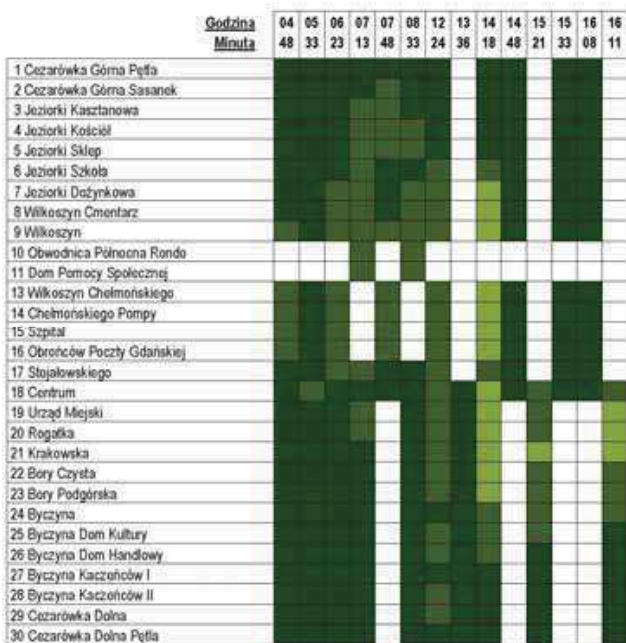 Godzina 04 05 06 07 07 08 12 13 14 14 15 15 16 16
Minuta 48 33 23 13 48 33 24 36 18 48 21 33 08 11
1 Cezarówka Górna Pętla
2 Cezarówka Górna Sasanek
3 Jeziorki Kasztanowa
4 Jeziorki Kościół
5 Jeziorki Sklep
6 Jeziorki Szkoła
7 Jeziorki Dożynkowa
8 Wilkoszyn Cmentarz
9 Wilkoszyn
10 Obwodnica Północna Rondo
11 Dom Pomocy Społecznej
13 Wilkoszyn Chełmońskiego
14 Chełmońskiego Pompy
15 Szpital
16 Obrońców Poczty Gdańskiej
17 Stojałowskiego
18 Centrum
19 Urząd Miejski
20 Rogatka
21 Krakowska
22 Bory Czysta
23 Bory Podgórska
24 Byczyna
25 Byczyna Dom Kultury
26 Byczyna Dom Handlowy
27 Byczyna Kaczeńców I
28 Byczyna Kaczeńców II
29 Cezarówka Dolna
30 Cezarówka Dolna Pętla